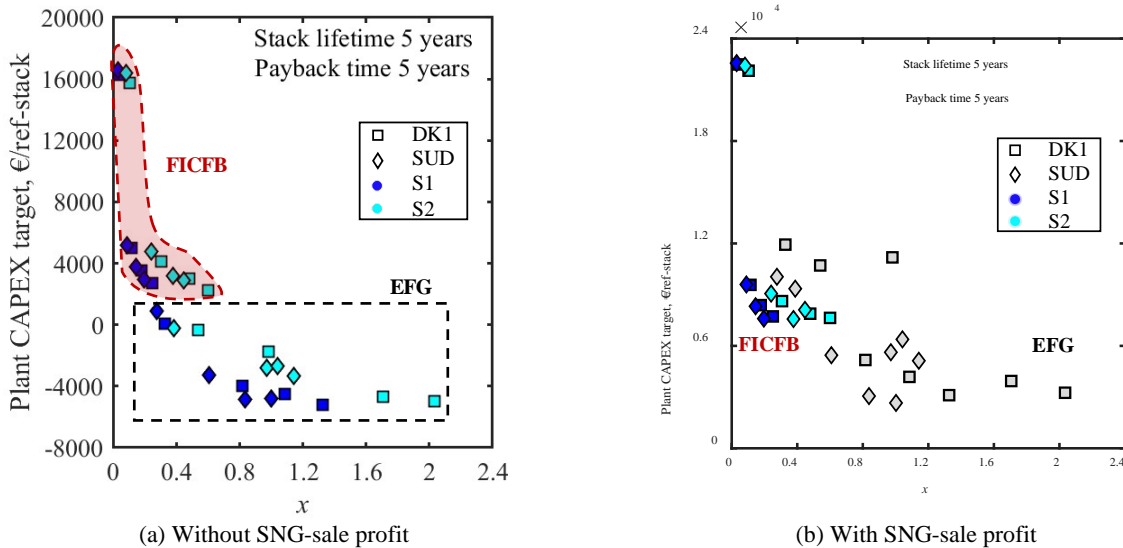 Plant CAPEX target, €/ref-stack
20000
16000
12000
8000
4000
0
-4000
-8000
Stack lifetime 5 years
Payback time 5 years
DK1
SUD
S1
S2
FICFB
EFG
0 0.4 0.8 1.2 1.6 2 2.4
x
(a) Without SNG-sale profit
× 10 4
Plant CAPEX target, €ref-stack
2.4
1.8
1.2
0.6
0
Stack lifetime 5 years
Payback time 5 years
DK1
SUD
S1
S2
FICFB
EFG
0 0.4 0.8 1.2 1.6 2 2.4
x
(b) With SNG-sale profit